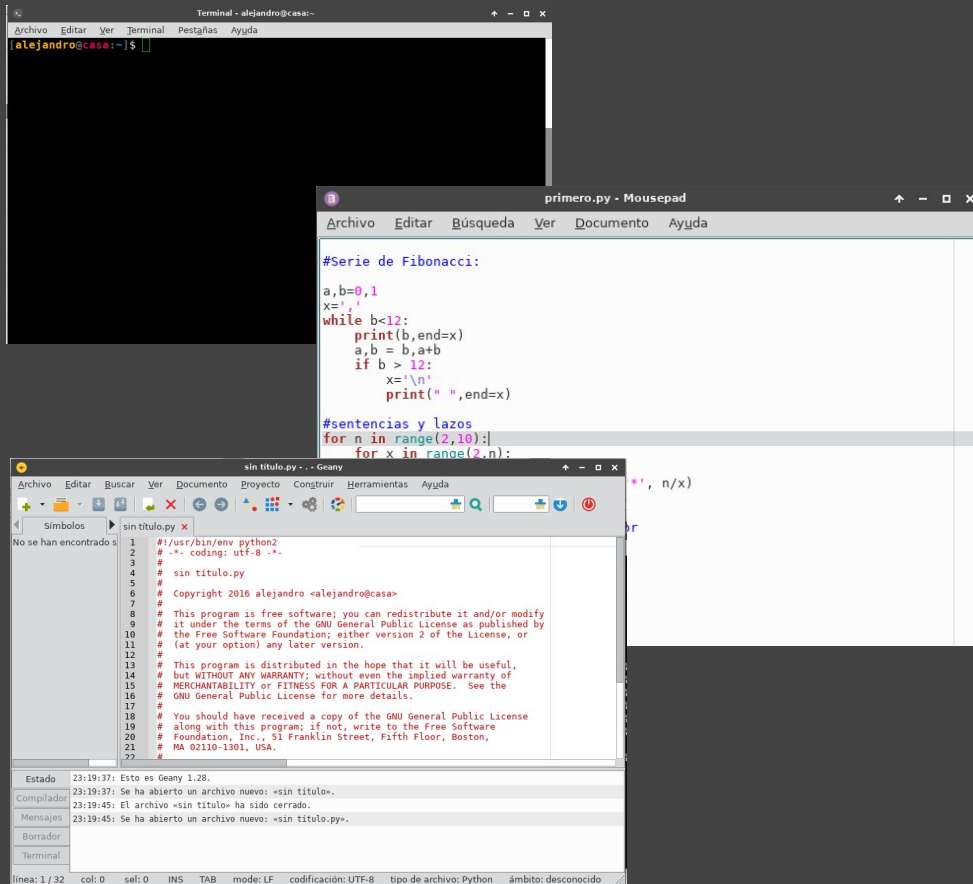 Terminal - alejandro@casa:~
Archivo Editar Ver Terminal Pestañas Ayuda
[alejandro@casa:~]$
primero.py - Mousepad
Archivo Editar Búsqueda Ver Documento Ayuda
#Serie de Fibonacci:
a,b=0,1
x=','
while b<12:
    print(b,end=x)
    a,b = b,a+b
    if b > 12:
        x='\n'
        print(" ",end=x)
#sentencias y lazos
for n in range(2,10):
    for x in range(2,n):
'*', n/x)
sin título.py - . - Geany
Archivo Editar Buscar Ver Documento Proyecto Construir Herramientas Ayuda
Símbolos
sin título.py
No se han encontrado s
1 #!/usr/bin/env python2
2 # -*- coding: utf-8 -*-
3 #
4 #  sin título.py
5 #
6 #  Copyright 2016 alejandro <alejandro@casa>
7 #
8 #  This program is free software; you can redistribute it and/or modify
9 #  it under the terms of the GNU General Public License as published by
10 #  the Free Software Foundation; either version 2 of the License, or
11 #  (at your option) any later version.
12 #
13 #  This program is distributed in the hope that it will be useful,
14 #  but WITHOUT ANY WARRANTY; without even the implied warranty of
15 #  MERCHANTABILITY or FITNESS FOR A PARTICULAR PURPOSE.  See the
16 #  GNU General Public License for more details.
17 #
18 #  You should have received a copy of the GNU General Public License
19 #  along with this program; if not, write to the Free Software
20 #  Foundation, Inc., 51 Franklin Street, Fifth Floor, Boston,
21 #  MA 02110-1301, USA.
22 #
Estado
Compilador
Mensajes
Borrador
Terminal
23:19:37: Esto es Geany 1.28.
23:19:37: Se ha abierto un archivo nuevo: «sin título».
23:19:45: El archivo «sin título» ha sido cerrado.
23:19:45: Se ha abierto un archivo nuevo: «sin título.py».
línea: 1 / 32 col: 0 sel: 0 INS TAB mode: LF codificación: UTF-8 tipo de archivo: Python ámbito: desconocido